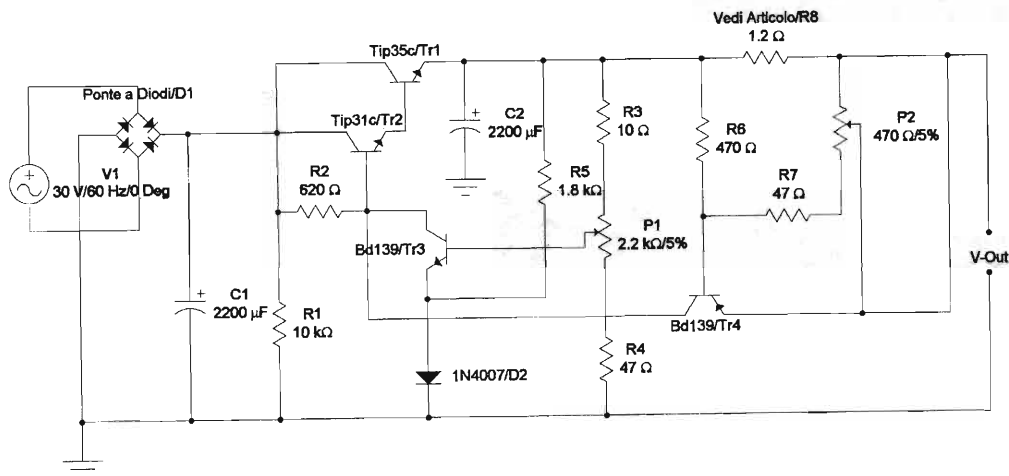 Vedi Articolo/R8
1.2 Ω
Tip35c/Tr1
Ponte a Diodi/D1
Tip31c/Tr2
C2
2200 µF
R3
10 Ω
R6
470 Ω
P2
470 Ω/5%
V1
30 V/60 Hz/0 Deg
R2
620 Ω
R5
1.8 kΩ
R7
47 Ω
P1
2.2 kΩ/5%
Bd139/Tr3
V-Out
C1
2200 µF
R1
10 kΩ
Bd139/Tr4
R4
47 Ω
1N4007/D2